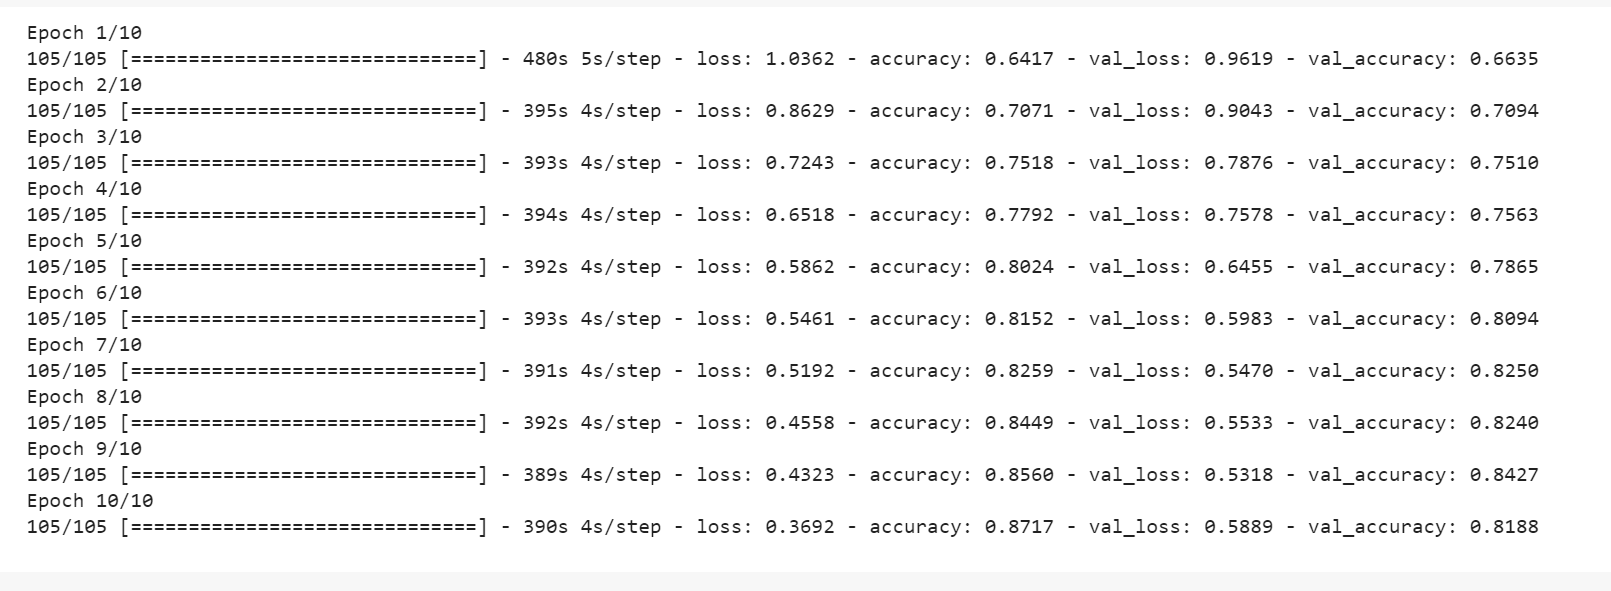 Epoch 1/10
105/105 [==============================] - 480s 5s/step - loss: 1.0362 - accuracy: 0.6417 - val_loss: 0.9619 - val_accuracy: 0.6635
Epoch 2/10
105/105 [==============================] - 395s 4s/step - loss: 0.8629 - accuracy: 0.7071 - val_loss: 0.9043 - val_accuracy: 0.7094
Epoch 3/10
105/105 [==============================] - 393s 4s/step - loss: 0.7243 - accuracy: 0.7518 - val_loss: 0.7876 - val_accuracy: 0.7510
Epoch 4/10
105/105 [==============================] - 394s 4s/step - loss: 0.6518 - accuracy: 0.7792 - val_loss: 0.7578 - val_accuracy: 0.7563
Epoch 5/10
105/105 [==============================] - 392s 4s/step - loss: 0.5862 - accuracy: 0.8024 - val_loss: 0.6455 - val_accuracy: 0.7865
Epoch 6/10
105/105 [==============================] - 393s 4s/step - loss: 0.5461 - accuracy: 0.8152 - val_loss: 0.5983 - val_accuracy: 0.8094
Epoch 7/10
105/105 [==============================] - 391s 4s/step - loss: 0.5192 - accuracy: 0.8259 - val_loss: 0.5470 - val_accuracy: 0.8250
Epoch 8/10
105/105 [==============================] - 392s 4s/step - loss: 0.4558 - accuracy: 0.8449 - val_loss: 0.5533 - val_accuracy: 0.8240
Epoch 9/10
105/105 [==============================] - 389s 4s/step - loss: 0.4323 - accuracy: 0.8560 - val_loss: 0.5318 - val_accuracy: 0.8427
Epoch 10/10
105/105 [==============================] - 390s 4s/step - loss: 0.3692 - accuracy: 0.8717 - val_loss: 0.5889 - val_accuracy: 0.8188